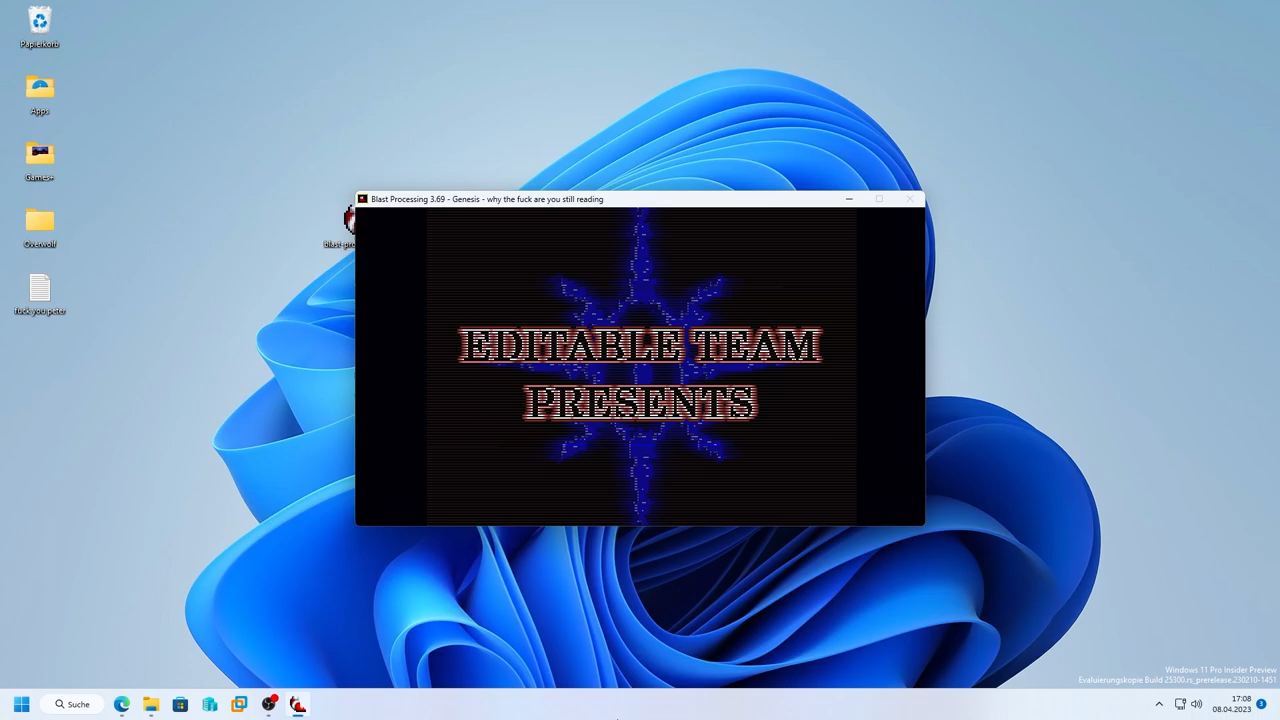 Papierkorb
Apps
Games+
Overwolf
fuck you peter
Blast Processing 3.69 - Genesis - why the fuck are you still reading
EDITABLE TEAM
PRESENTS
Windows 11 Pro Insider Preview
Evaluierungskopie Build 25300.rs_prerelease.230210-1451
Suche
17:08
08.04.2023
3